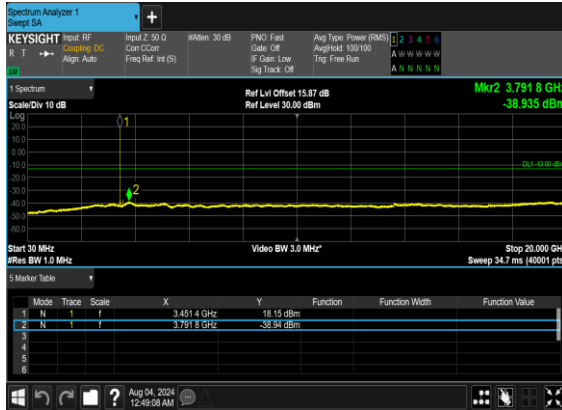 Spectrum Analyzer 1
Swept SA
+
KEYSIGHT
R T
LXI
Input: RF
Coupling: DC
Align: Auto
Input Z: 50 Ω
Corr CCorr
Freq Ref: Int (S)
#Atten: 30 dB
PNO: Fast
Gate: Off
IF Gain: Low
Sig Track: Off
Avg Type: Power (RMS)
Avg|Hold: 100/100
Trig: Free Run
1 2 3 4 5 6
A W W W W W
A N N N N N
1 Spectrum
Scale/Div 10 dB
Ref Lvl Offset 15.87 dB
Ref Level 30.00 dBm
Mkr2 3.791 8 GHz
-38.935 dBm
Log
20.0
10.0
0.00
-10.0
-20.0
-30.0
-40.0
-50.0
-60.0
1
2
DL1 -13.00 dBm
Start 30 MHz
#Res BW 1.0 MHz
Video BW 3.0 MHz*
Stop 20.000 GH
Sweep 34.7 ms (40001 pts
5 Marker Table
Mode Trace Scale X Y Function Function Width Function Value
1 N 1 f 3.451 4 GHz 18.15 dBm
2 N 1 f 3.791 8 GHz -38.94 dBm
3
4
5
6
?
Aug 04, 2024
12:49:08 AM